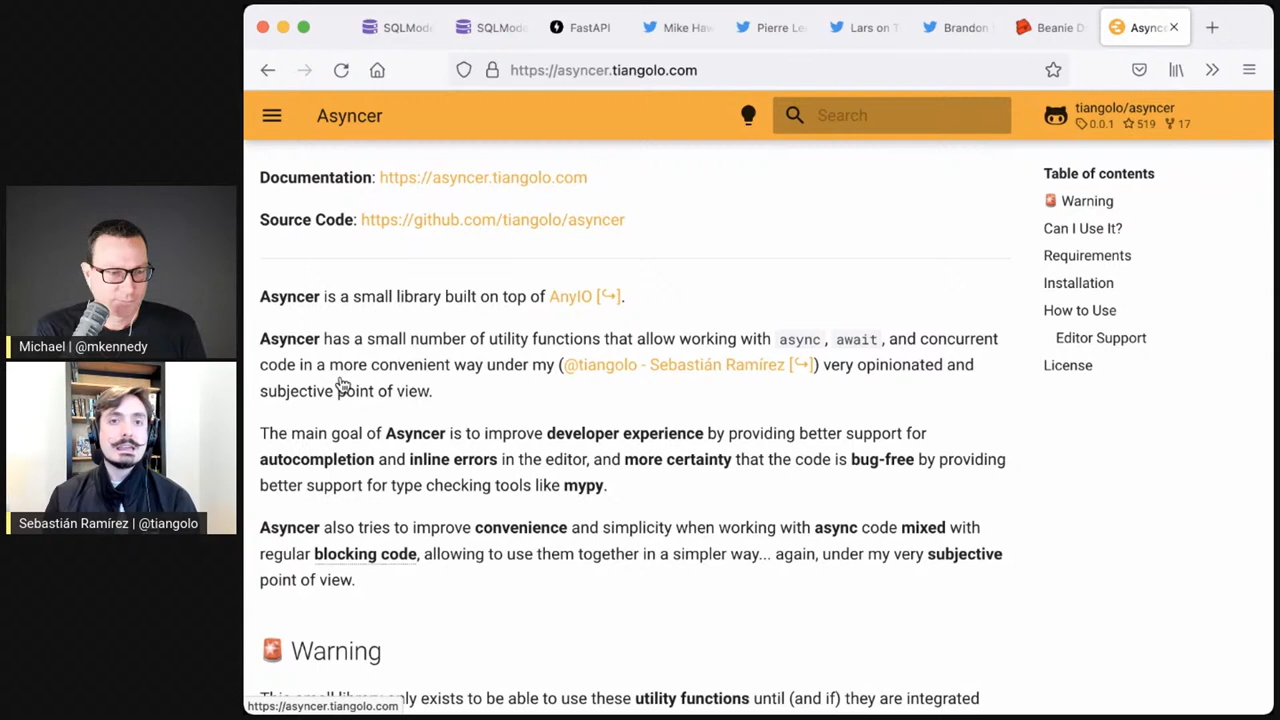 SQLMod
SQLMod
FastAPI
Mike Haw
Pierre Le
Lars on T
Brandon
Beanie D
Async
https://asyncer.tiangolo.com
Asyncer
Search
tiangolo/asyncer
0.0.1 519 17
Documentation: https://asyncer.tiangolo.com
Source Code: https://github.com/tiangolo/asyncer
Asyncer is a small library built on top of AnyIO [↪].
Asyncer has a small number of utility functions that allow working with async, await, and concurrent
code in a more convenient way under my (@tiangolo - Sebastián Ramírez [↪]) very opinionated and
subjective point of view.
The main goal of Asyncer is to improve developer experience by providing better support for
autocompletion and inline errors in the editor, and more certainty that the code is bug-free by providing
better support for type checking tools like mypy.
Asyncer also tries to improve convenience and simplicity when working with async code mixed with
regular blocking code, allowing to use them together in a simpler way... again, under my very subjective
point of view.
🚨 Warning
This small library only exists to be able to use these utility functions until (and if) they are integrated
https://asyncer.tiangolo.com
Table of contents
🚨 Warning
Can I Use It?
Requirements
Installation
How to Use
Editor Support
License
Michael | @mkennedy
Sebastián Ramírez | @tiangolo